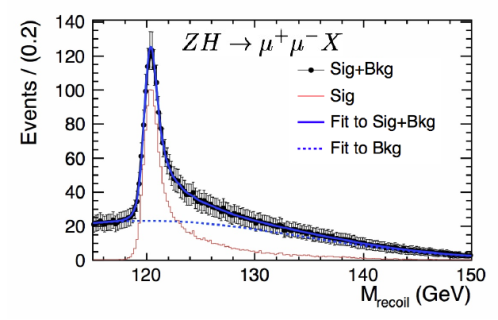 ZH → μ⁺μ⁻X
Sig+Bkg
Sig
Fit to Sig+Bkg
Fit to Bkg
Events / (0.2)
140
120
100
80
60
40
20
0
120
130
140
150
M_recoil (GeV)